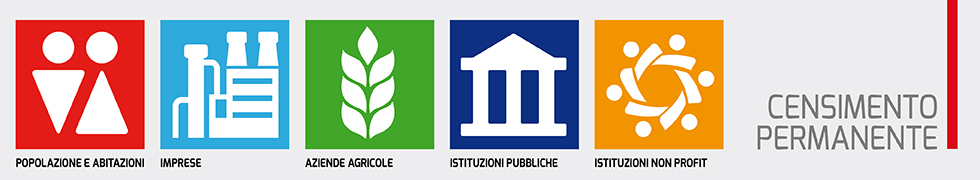 POPOLAZIONE E ABITAZIONI
IMPRESE
AZIENDE AGRICOLE
ISTITUZIONI PUBBLICHE
ISTITUZIONI NON PROFIT
CENSIMENTO
PERMANENTE